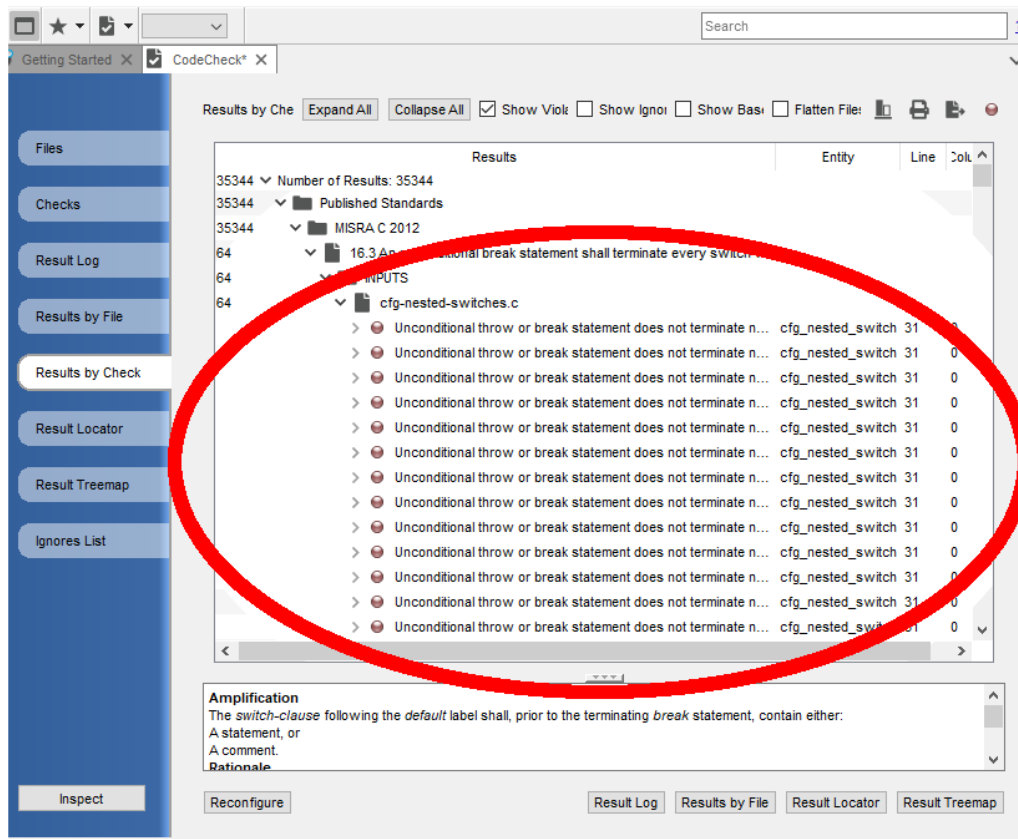 Search
Getting Started
CodeCheck*
Results by Che Expand All Collapse All Show Viola Show Ignor Show Base Flatten Files
Files
Checks
Result Log
Results by File
Results by Check
Result Locator
Result Treemap
Ignores List
Inspect
Results Entity Line Colu
35344 Number of Results: 35344
35344 Published Standards
35344 MISRA C 2012
64 16.3 An break statement shall terminate every switch
64 INPUTS
64 cfg-nested-switches.c
Unconditional throw or break statement does not terminate n... cfg_nested_switch 31 0
Unconditional throw or break statement does not terminate n... cfg_nested_switch 31 0
Unconditional throw or break statement does not terminate n... cfg_nested_switch 31 0
Unconditional throw or break statement does not terminate n... cfg_nested_switch 31 0
Unconditional throw or break statement does not terminate n... cfg_nested_switch 31 0
Unconditional throw or break statement does not terminate n... cfg_nested_switch 31 0
Unconditional throw or break statement does not terminate n... cfg_nested_switch 31 0
Unconditional throw or break statement does not terminate n... cfg_nested_switch 31 0
Unconditional throw or break statement does not terminate n... cfg_nested_switch 31 0
Unconditional throw or break statement does not terminate n... cfg_nested_switch 31 0
Unconditional throw or break statement does not terminate n... cfg_nested_switch 31 0
Unconditional throw or break statement does not terminate n... cfg_nested_switch 31 0
Unconditional throw or break statement does not terminate n... cfg_nested_switch 31 0
Amplification
The switch-clause following the default label shall, prior to the terminating break statement, contain either:
A statement, or
A comment.
Rationale
Reconfigure Result Log Results by File Result Locator Result Treemap